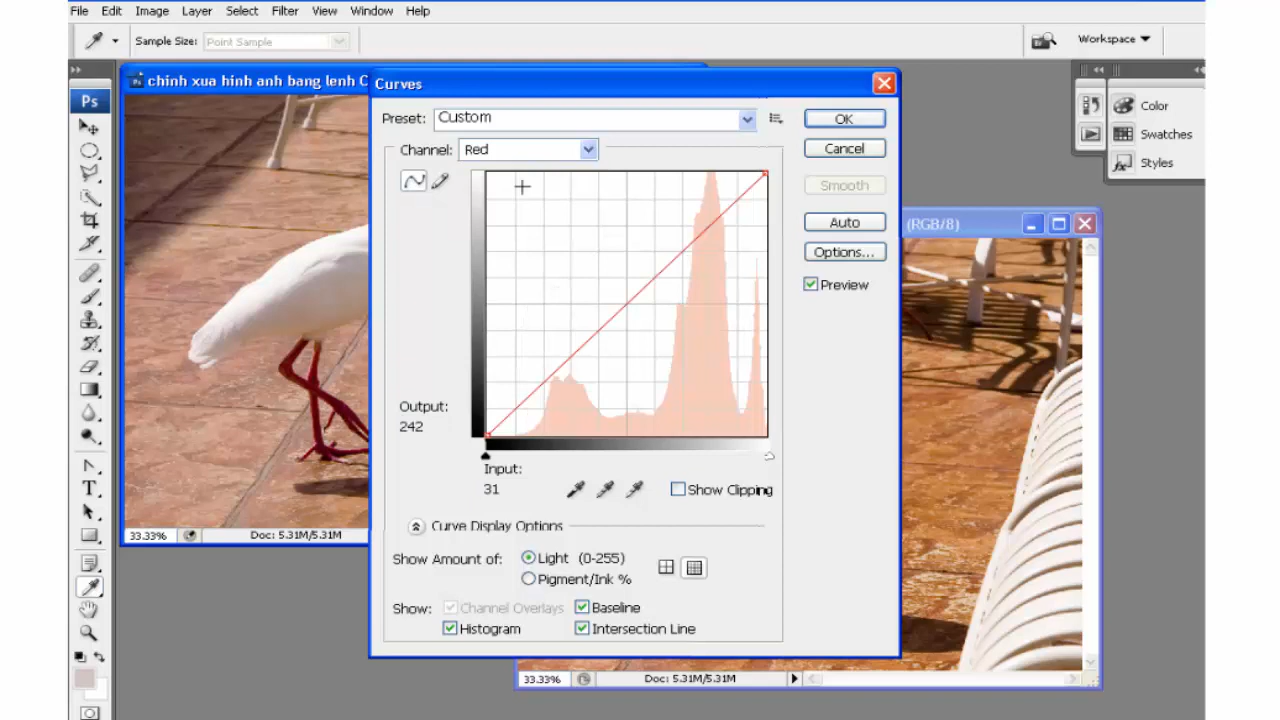 File Edit Image Layer Select Filter View Window Help
Sample Size: Point Sample
Workspace
chinh xua hinh anh bang lenh C
Curves
Ps
Preset: Custom
OK
Color
Channel: Red
Cancel
Swatches
Styles
Smooth
Auto
(RGB/8)
Options...
Preview
Output:
242
Input:
31
Show Clipping
Curve Display Options
33.33% Doc: 5.31M/5.31M
Show Amount of: Light (0-255)
Pigment/Ink %
Show: Channel Overlays Baseline
Histogram Intersection Line
33.33% Doc: 5.31M/5.31M